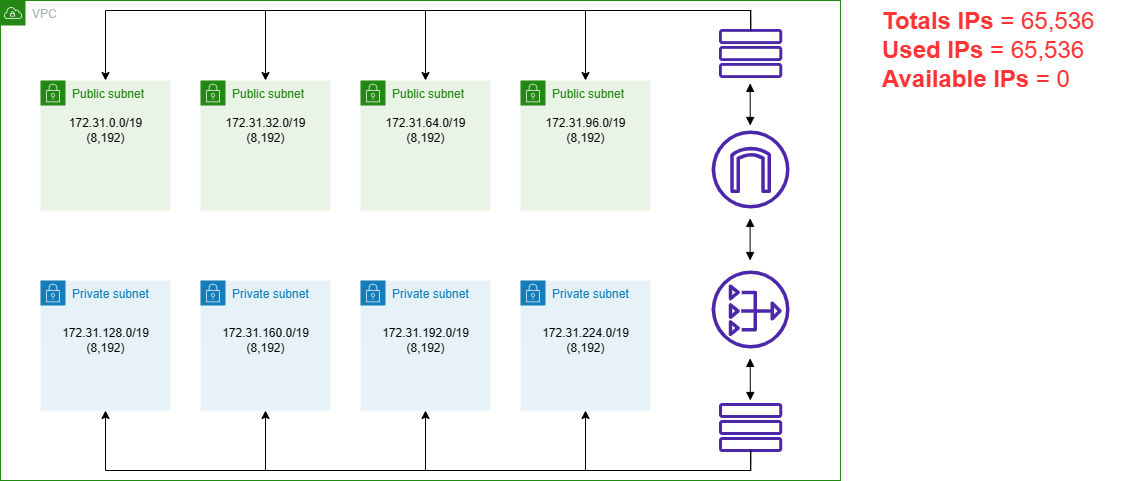 VPC
Totals IPs = 65,536
Used IPs = 65,536
Available IPs = 0
Public subnet
172.31.0.0/19
(8,192)
Public subnet
172.31.32.0/19
(8,192)
Public subnet
172.31.64.0/19
(8,192)
Public subnet
172.31.96.0/19
(8,192)
Private subnet
172.31.128.0/19
(8,192)
Private subnet
172.31.160.0/19
(8,192)
Private subnet
172.31.192.0/19
(8,192)
Private subnet
172.31.224.0/19
(8,192)